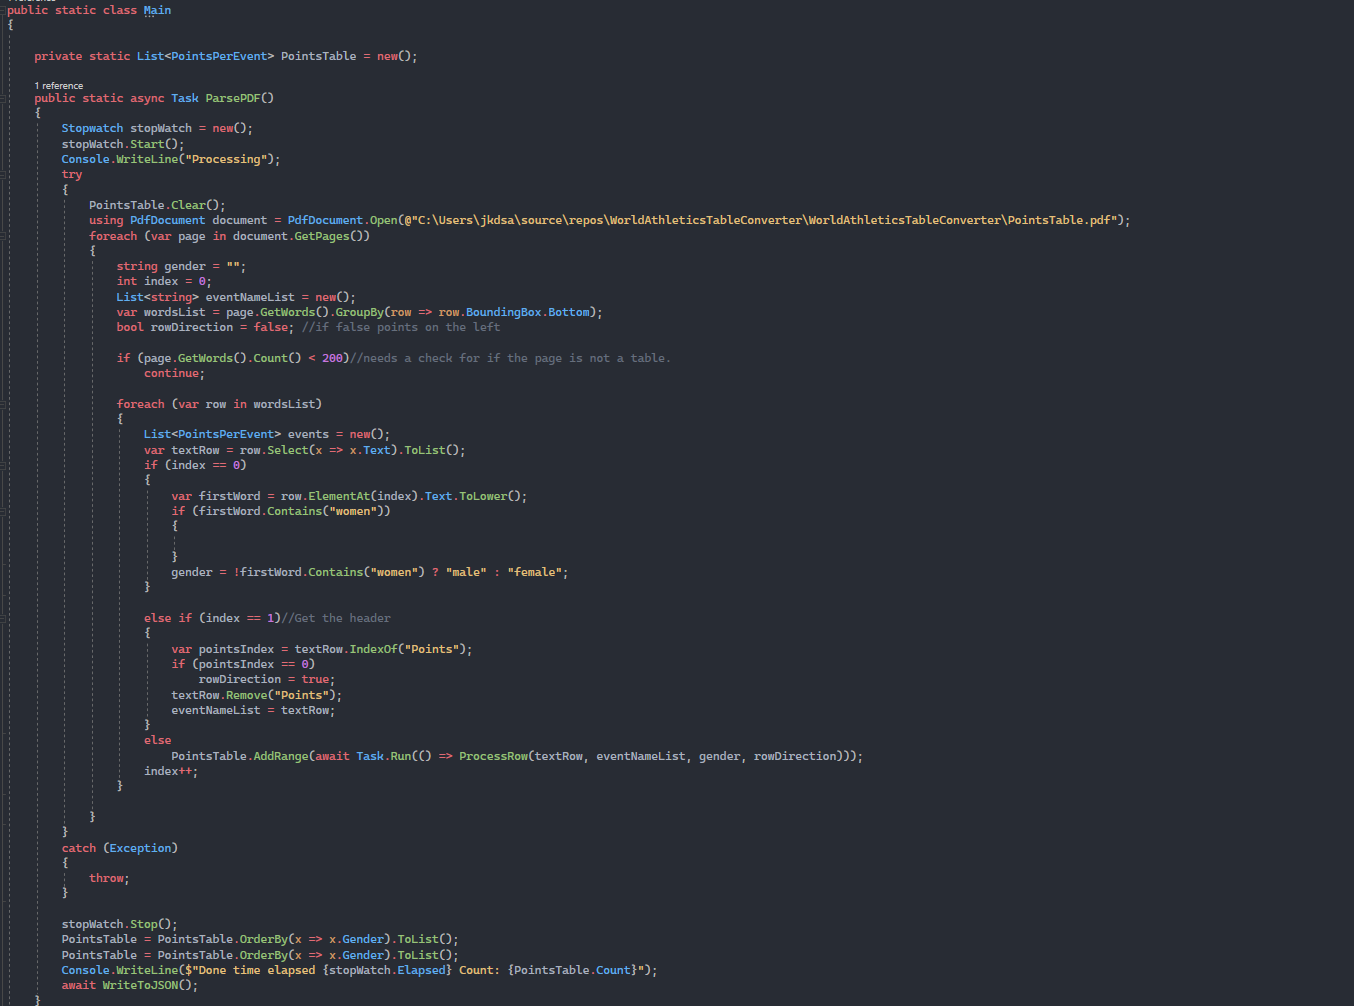 public static class Main
{
private static List<PointsPerEvent> PointsTable = new();
1 reference
public static async Task ParsePDF()
{
Stopwatch stopWatch = new();
stopWatch.Start();
Console.WriteLine("Processing");
try
{
PointsTable.Clear();
using PdfDocument document = PdfDocument.Open(@"C:\Users\jkdsa\source\repos\WorldAthleticsTableConverter\WorldAthleticsTableConverter\PointsTable.pdf");
foreach (var page in document.GetPages())
{
string gender = "";
int index = 0;
List<string> eventNameList = new();
var wordsList = page.GetWords().GroupBy(row => row.BoundingBox.Bottom);
bool rowDirection = false; //if false points on the left
if (page.GetWords().Count() < 200)//needs a check for if the page is not a table.
continue;
foreach (var row in wordsList)
{
List<PointsPerEvent> events = new();
var textRow = row.Select(x => x.Text).ToList();
if (index == 0)
{
var firstWord = row.ElementAt(index).Text.ToLower();
if (firstWord.Contains("women"))
{
}
gender = !firstWord.Contains("women") ? "male" : "female";
}
else if (index == 1)//Get the header
{
var pointsIndex = textRow.IndexOf("Points");
if (pointsIndex == 0)
rowDirection = true;
textRow.Remove("Points");
eventNameList = textRow;
}
else
PointsTable.AddRange(await Task.Run(() => ProcessRow(textRow, eventNameList, gender, rowDirection)));
index++;
}
}
}
catch (Exception)
{
throw;
}
stopWatch.Stop();
PointsTable = PointsTable.OrderBy(x => x.Gender).ToList();
PointsTable = PointsTable.OrderBy(x => x.Gender).ToList();
Console.WriteLine($"Done time elapsed {stopWatch.Elapsed} Count: {PointsTable.Count}");
await WriteToJSON();
}